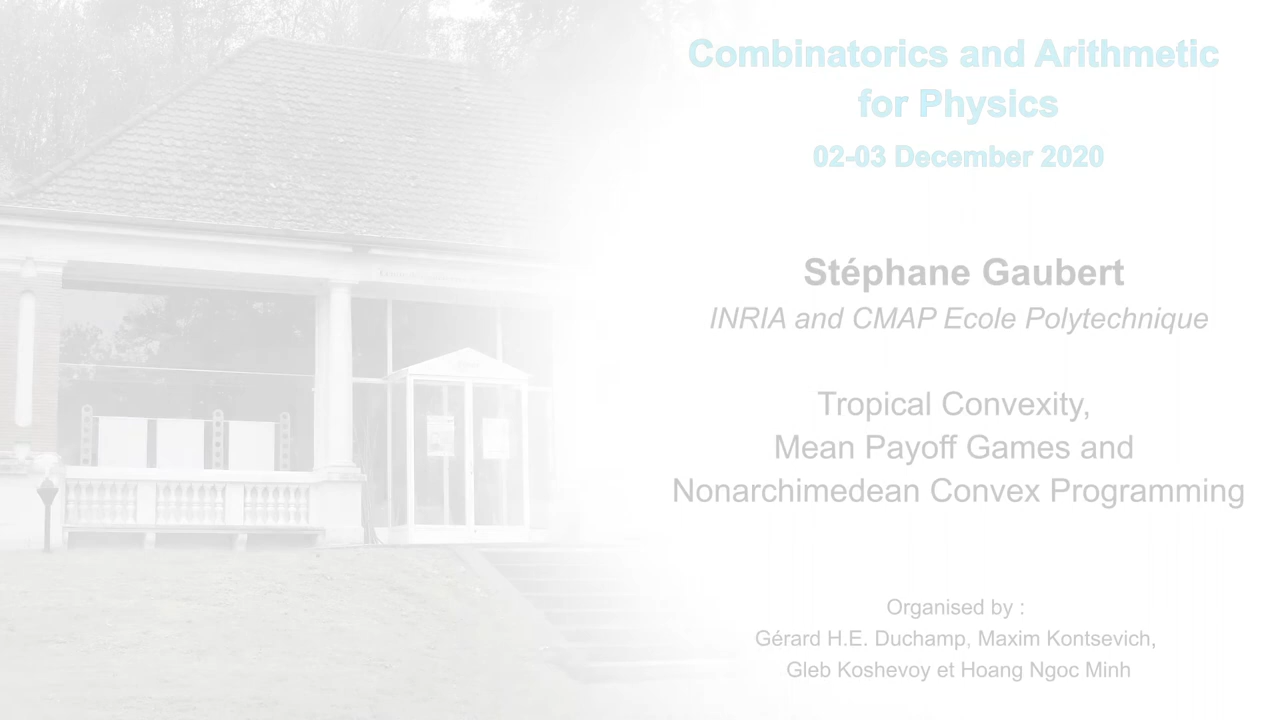 Combinatorics and Arithmetic
for Physics
02-03 December 2020
Stéphane Gaubert
INRIA and CMAP Ecole Polytechnique
Tropical Convexity,
Mean Payoff Games and
Nonarchimedean Convex Programming
Organised by :
Gérard H.E. Duchamp, Maxim Kontsevich,
Gleb Koshevoy et Hoang Ngoc Minh